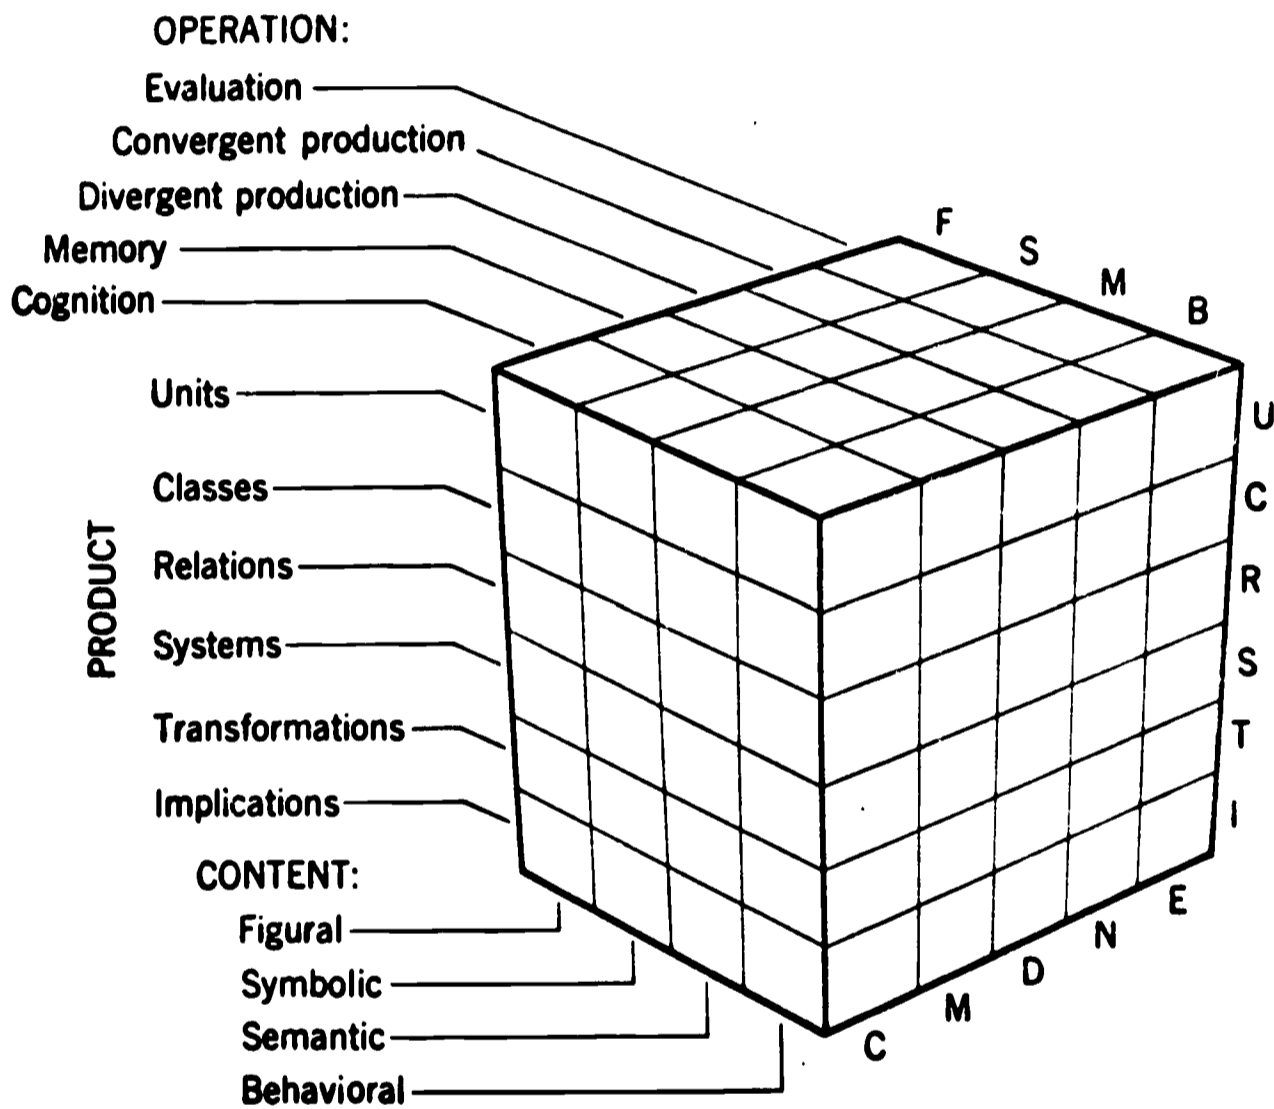 OPERATION:
Evaluation
Convergent production
Divergent production
Memory
Cognition
PRODUCT
Units
Classes
Relations
Systems
Transformations
Implications
CONTENT:
Figural
Symbolic
Semantic
Behavioral
F
S
M
B
U
C
R
S
T
I
C
M
D
N
E